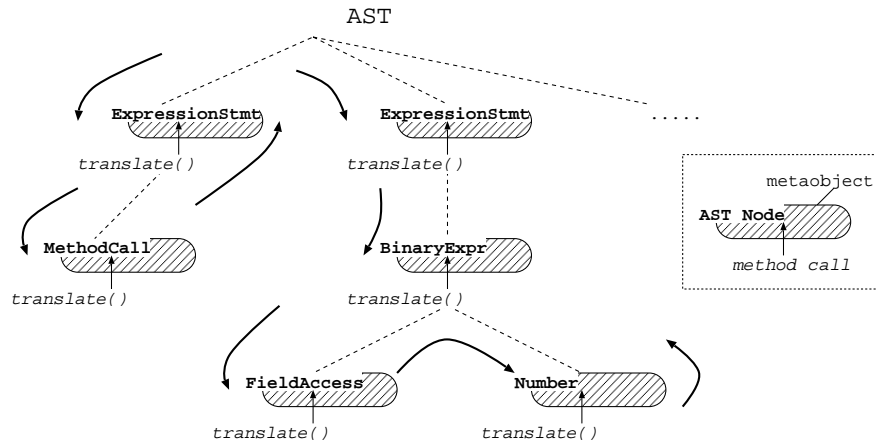 AST
ExpressionStmt
ExpressionStmt
.....
translate()
translate()
metaobject
AST Node
method call
MethodCall
BinaryExpr
translate()
translate()
FieldAccess
Number
translate()
translate()